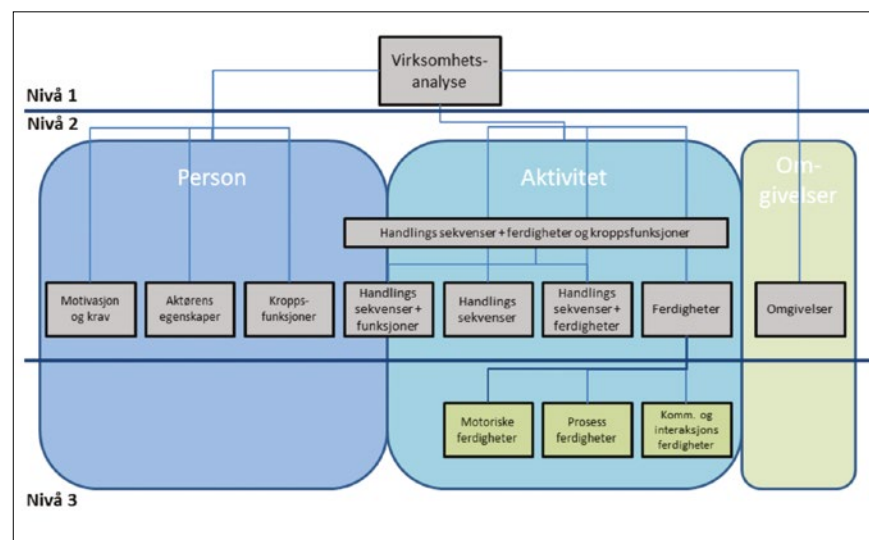 Virksomhets-
analyse
Nivå 1
Nivå 2
Person
Aktivitet
Om-
givelser
Handlings sekvenser + ferdigheter og kroppsfunksjoner
Motivasjon
og krav
Aktørens
egenskaper
Kropps-
funksjoner
Handlings
sekvenser +
funksjoner
Handlings
sekvenser
Handlings
sekvenser +
ferdigheter
Ferdigheter
Omgivelser
Motoriske
ferdigheter
Prosess
ferdigheter
Komm. og
interaksjons
ferdigheter
Nivå 3